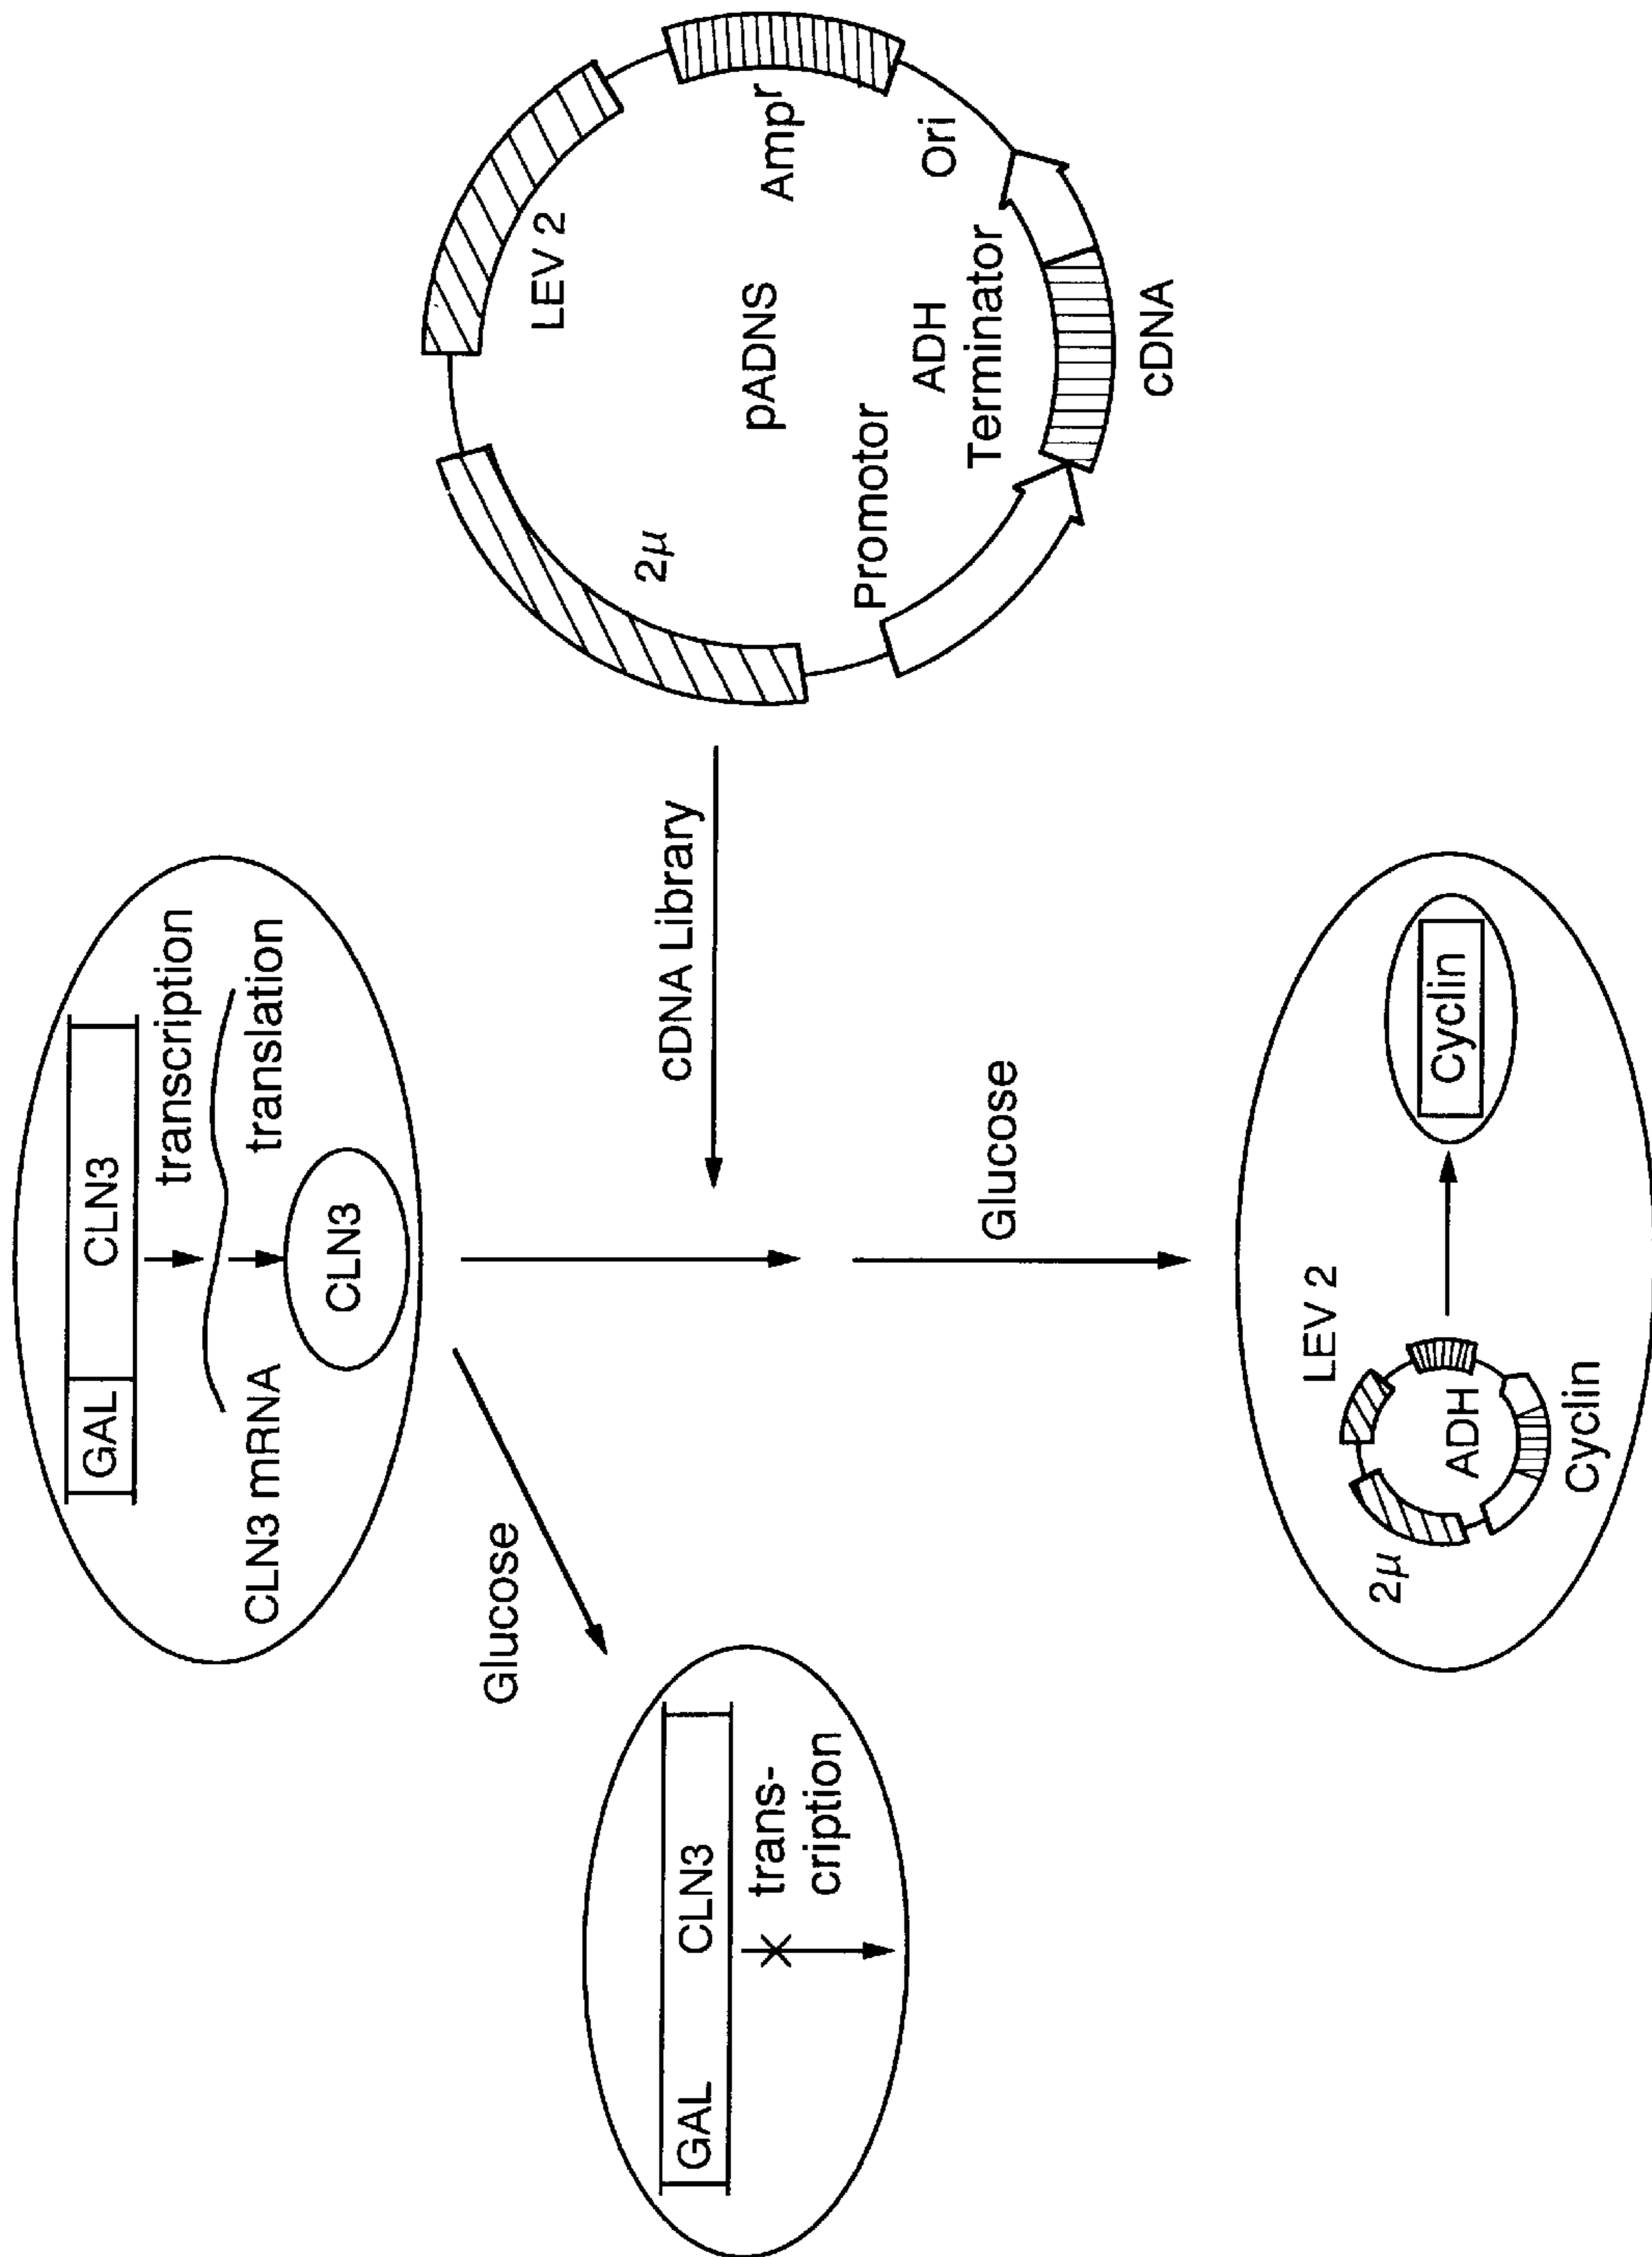 GAL
CLN3
transcription
CLN3 mRNA
translation
CLN3
Glucose
GAL
CLN3
trans-
cription
cDNA Library
LEV 2
2μ
pADNS
Ampʳ
Promotor
ADH
Terminator
Ori
cDNA
Glucose
LEV 2
2μ
ADH
Cyclin
Cyclin